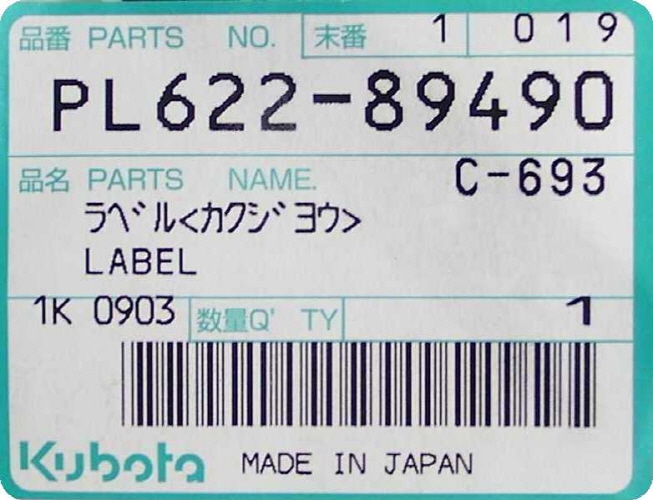 品番 PARTS NO. 末番 1 019
PL622-89490
品名 PARTS NAME. C-693
ラベル<カクジヨウ>
LABEL
1K 0903 数量Q'TY 1
Kubota MADE IN JAPAN